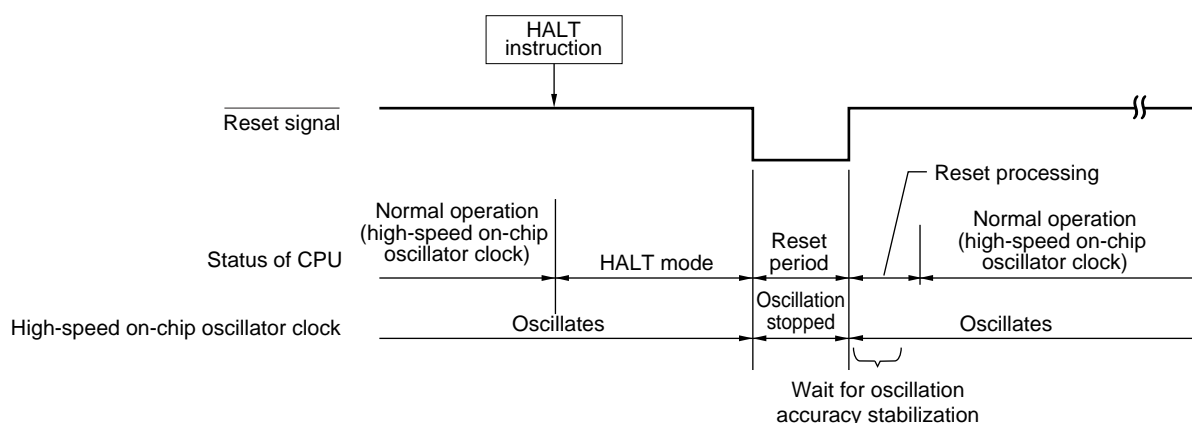 HALT
instruction
Reset signal
Reset processing
Normal operation
(high-speed on-chip
oscillator clock)
Normal operation
(high-speed on-chip
oscillator clock)
Reset
period
Status of CPU
HALT mode
Oscillation
stopped
High-speed on-chip oscillator clock
Oscillates
Oscillates
Wait for oscillation
accuracy stabilization